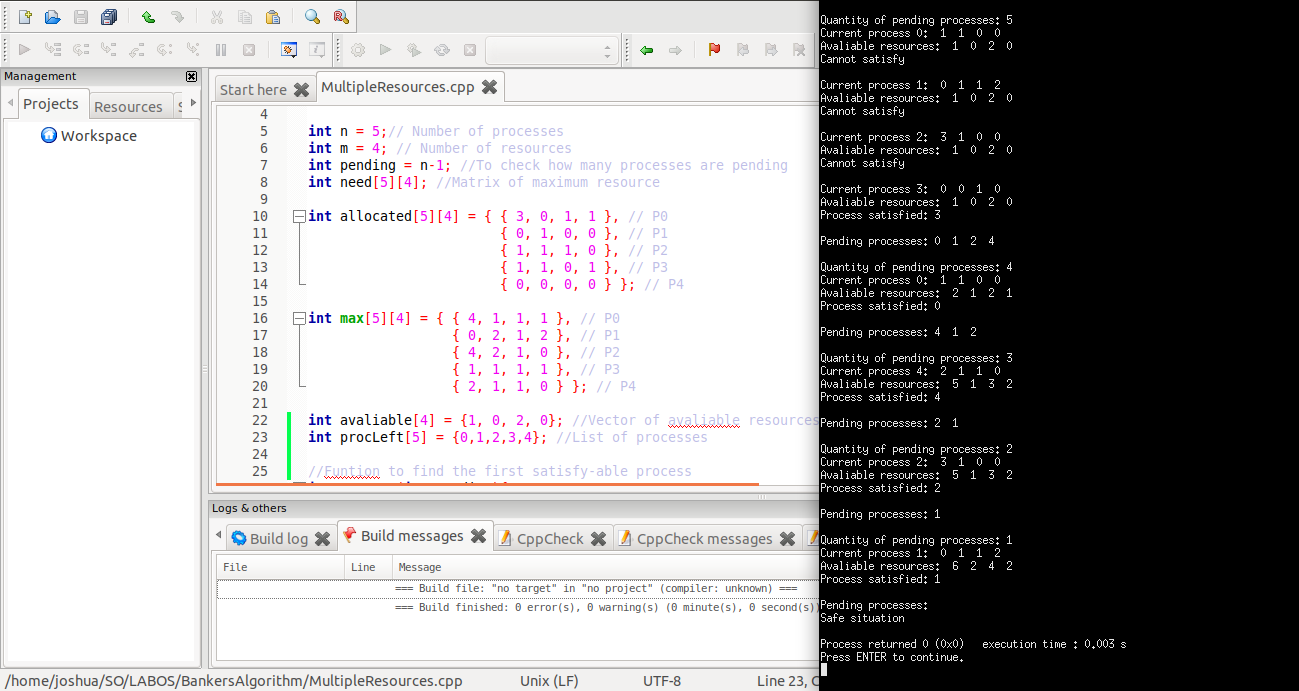 Management
Projects
Resources
Workspace
Start here
MultipleResources.cpp
4
5 int n = 5;// Number of processes
6 int m = 4; // Number of resources
7 int pending = n-1; //To check how many processes are pending
8 int need[5][4]; //Matrix of maximum resource
9
10 int allocated[5][4] = { { 3, 0, 1, 1 }, // P0
11 { 0, 1, 0, 0 }, // P1
12 { 1, 1, 1, 0 }, // P2
13 { 1, 1, 0, 1 }, // P3
14 { 0, 0, 0, 0 } }; // P4
15
16 int max[5][4] = { { 4, 1, 1, 1 }, // P0
17 { 0, 2, 1, 2 }, // P1
18 { 4, 2, 1, 0 }, // P2
19 { 1, 1, 1, 1 }, // P3
20 { 2, 1, 1, 0 } }; // P4
21
22 int avaliable[4] = {1, 0, 2, 0}; //Vector of avaliable resources
23 int procLeft[5] = {0,1,2,3,4}; //List of processes
24
25 //Funtion to find the first satisfy-able process
Logs & others
Build log
Build messages
CppCheck
CppCheck messages
File Line Message
=== Build file: "no target" in "no project" (compiler: unknown) ===
=== Build finished: 0 error(s), 0 warning(s) (0 minute(s), 0 second(s))
/home/joshua/SO/LABOS/BankersAlgorithm/MultipleResources.cpp Unix (LF) UTF-8 Line 23, C
Quantity of pending processes: 5
Current process 0: 1 1 0 0
Avaliable resources: 1 0 2 0
Cannot satisfy
Current process 1: 0 1 1 2
Avaliable resources: 1 0 2 0
Cannot satisfy
Current process 2: 3 1 0 0
Avaliable resources: 1 0 2 0
Cannot satisfy
Current process 3: 0 0 1 0
Avaliable resources: 1 0 2 0
Process satisfied: 3
Pending processes: 0 1 2 4
Quantity of pending processes: 4
Current process 0: 1 1 0 0
Avaliable resources: 2 1 2 1
Process satisfied: 0
Pending processes: 4 1 2
Quantity of pending processes: 3
Current process 4: 2 1 1 0
Avaliable resources: 5 1 3 2
Process satisfied: 4
Pending processes: 2 1
Quantity of pending processes: 2
Current process 2: 3 1 0 0
Avaliable resources: 5 1 3 2
Process satisfied: 2
Pending processes: 1
Quantity of pending processes: 1
Current process 1: 0 1 1 2
Avaliable resources: 6 2 4 2
Process satisfied: 1
Pending processes:
Safe situation
Process returned 0 (0x0) execution time : 0.003 s
Press ENTER to continue.